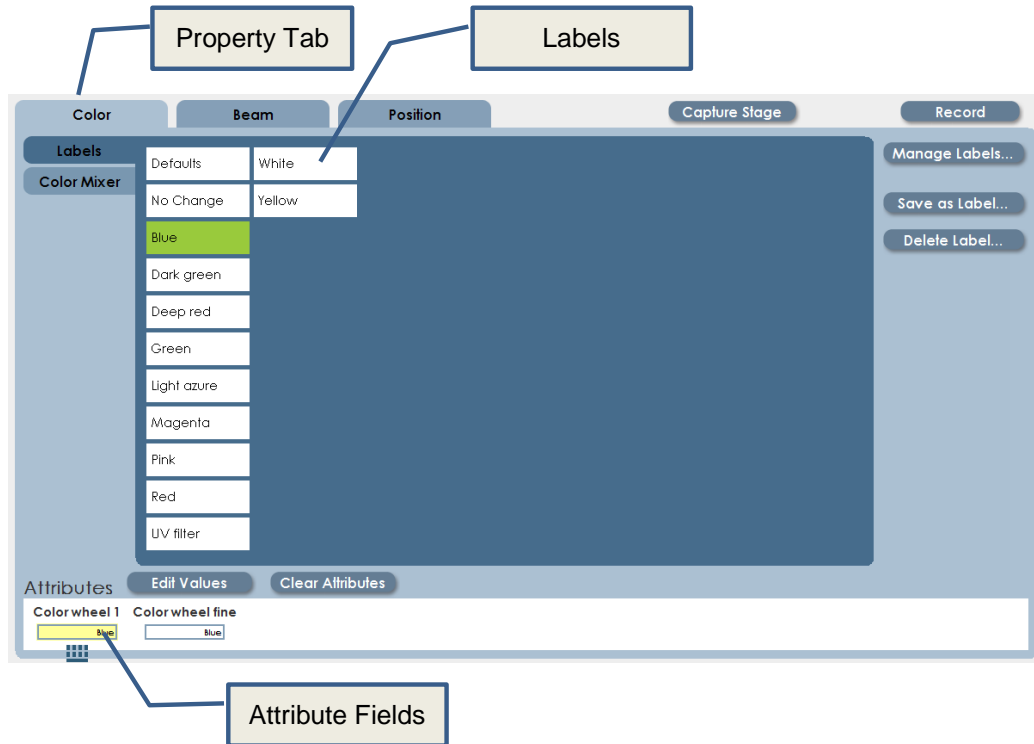 Property Tab
Labels
Color
Beam
Position
Capture Stage
Record
Labels
Color Mixer
Defaults
White
No Change
Yellow
Blue
Dark green
Deep red
Green
Light azure
Magenta
Pink
Red
UV filter
Manage Labels...
Save as Label...
Delete Label...
Attributes
Edit Values
Clear Attributes
Color wheel 1
Color wheel fine
Blue
Blue
Attribute Fields